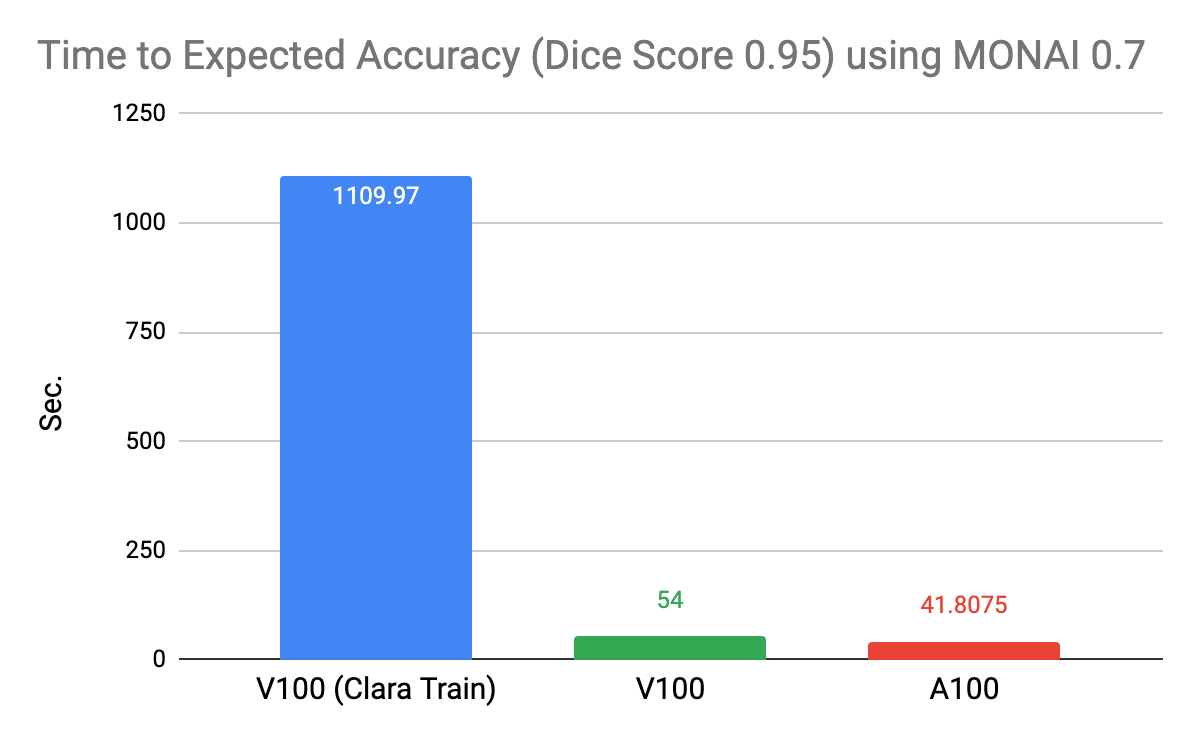 Time to Expected Accuracy (Dice Score 0.95) using MONAI 0.7
1250
1000
750
500
250
0
Sec.
1109.97
54
41.8075
V100 (Clara Train)
V100
A100